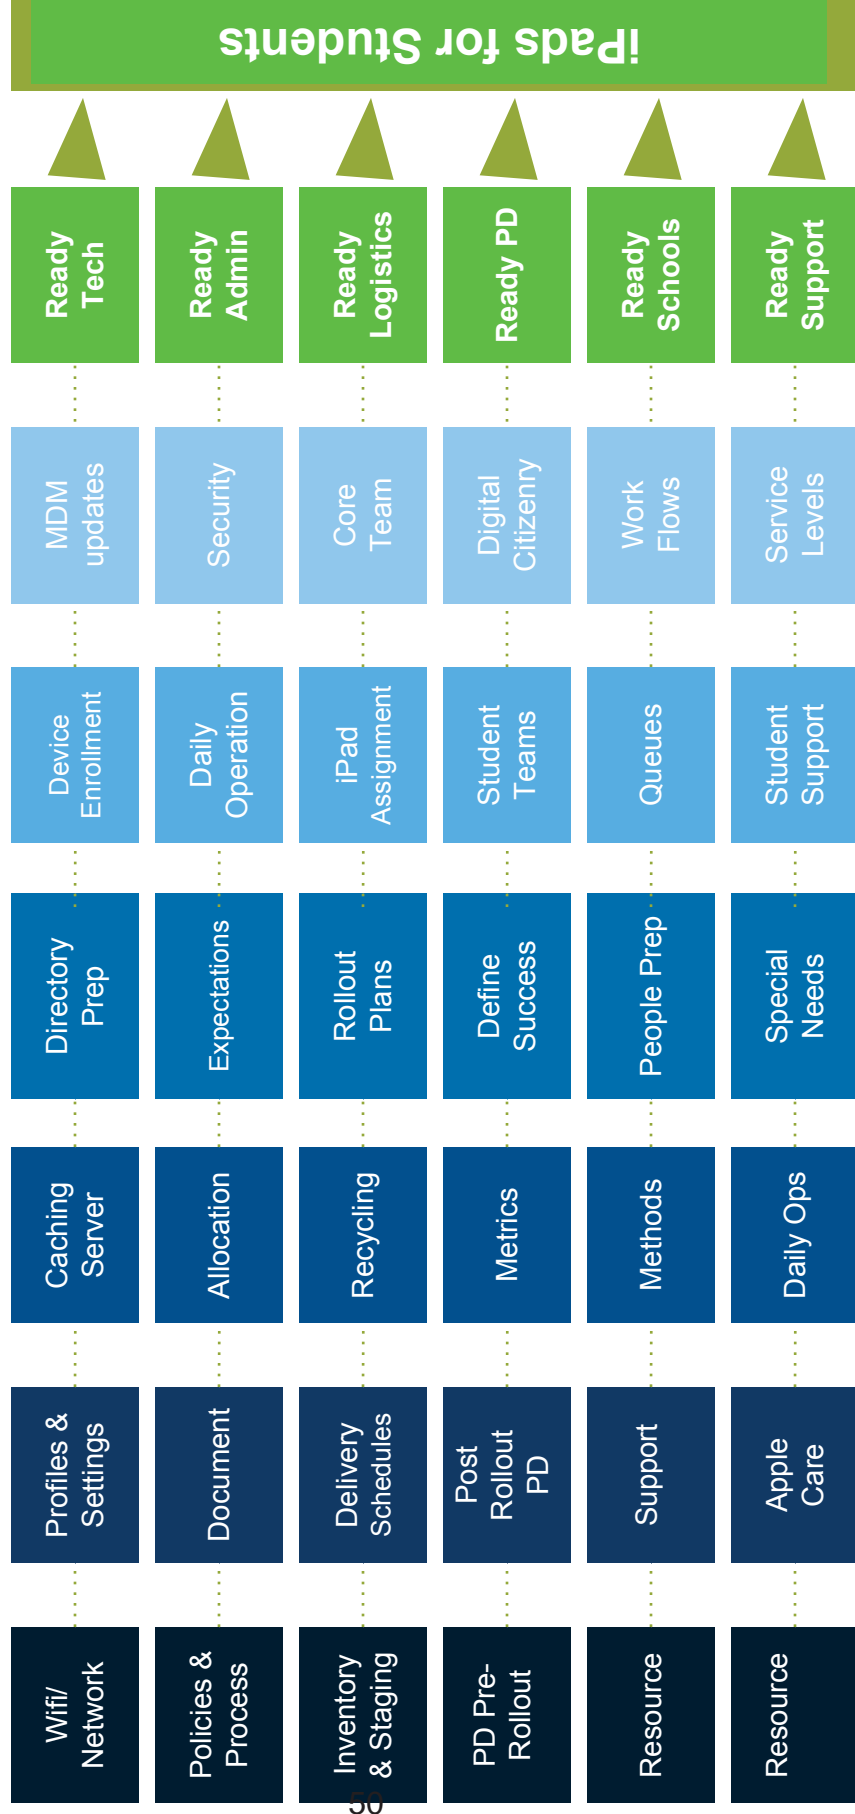 Wifi/
Network
Profiles &
Settings
Caching
Server
Directory
Prep
Device
Enrollment
MDM
updates
Ready
Tech
Policies &
Process
Document
Allocation
Expectations
Daily
Operation
Security
Ready
Admin
Inventory
& Staging
Delivery
Schedules
Recycling
Rollout
Plans
iPad
Assignment
Core
Team
Ready
Logistics
PD Pre-
Rollout
Post
Rollout
PD
Metrics
Define
Success
Student
Teams
Digital
Citizenry
Ready PD
Resource
Support
Methods
People Prep
Queues
Work
Flows
Ready
Schools
Resource
Apple
Care
Daily Ops
Special
Needs
Student
Support
Service
Levels
Ready
Support
iPads for Students
50